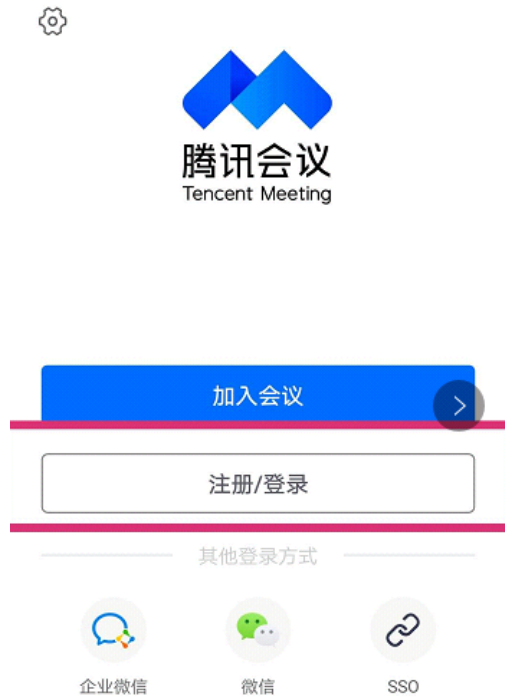 腾讯会议
Tencent Meeting
加入会议
注册/登录
其他登录方式
企业微信
微信
SSO